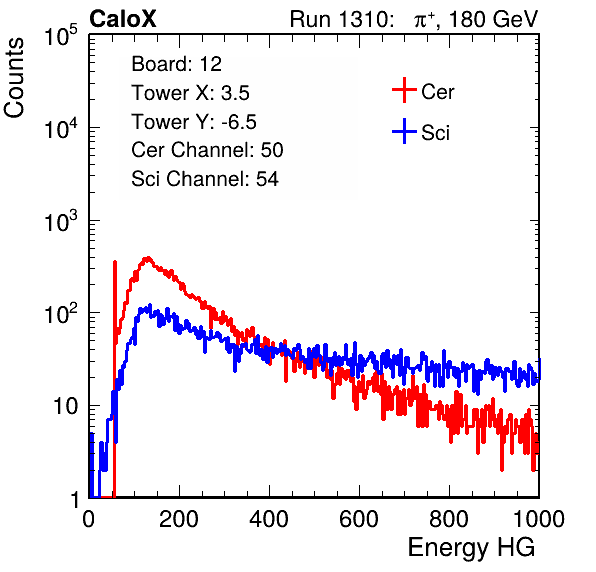 CaloX Run 1310: π⁺, 180 GeV
Counts
10⁵
10⁴
10³
10²
10
1
Board: 12
Tower X: 3.5
Tower Y: -6.5
Cer Channel: 50
Sci Channel: 54
Cer
Sci
0 200 400 600 800 1000
Energy HG